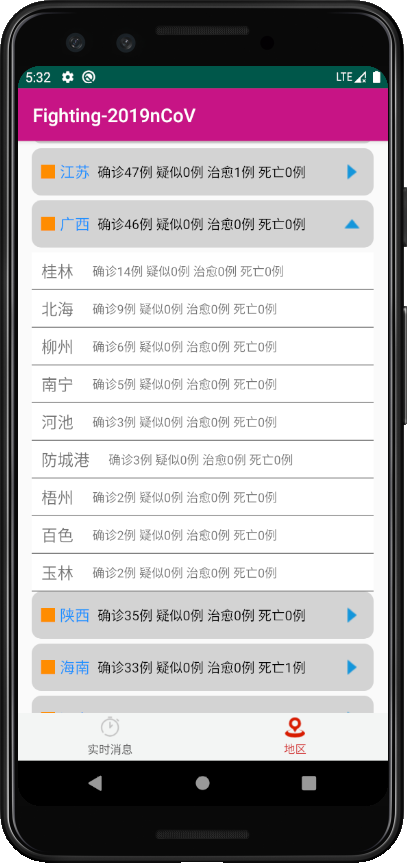 5:32 LTE
Fighting-2019nCoV
江苏 确诊47例 疑似0例 治愈1例 死亡0例
广西 确诊46例 疑似0例 治愈0例 死亡0例
桂林 确诊14例 疑似0例 治愈0例 死亡0例
北海 确诊9例 疑似0例 治愈0例 死亡0例
柳州 确诊6例 疑似0例 治愈0例 死亡0例
南宁 确诊5例 疑似0例 治愈0例 死亡0例
河池 确诊3例 疑似0例 治愈0例 死亡0例
防城港 确诊3例 疑似0例 治愈0例 死亡0例
梧州 确诊2例 疑似0例 治愈0例 死亡0例
百色 确诊2例 疑似0例 治愈0例 死亡0例
玉林 确诊2例 疑似0例 治愈0例 死亡0例
陕西 确诊35例 疑似0例 治愈0例 死亡0例
海南 确诊33例 疑似0例 治愈0例 死亡1例
实时消息 地区